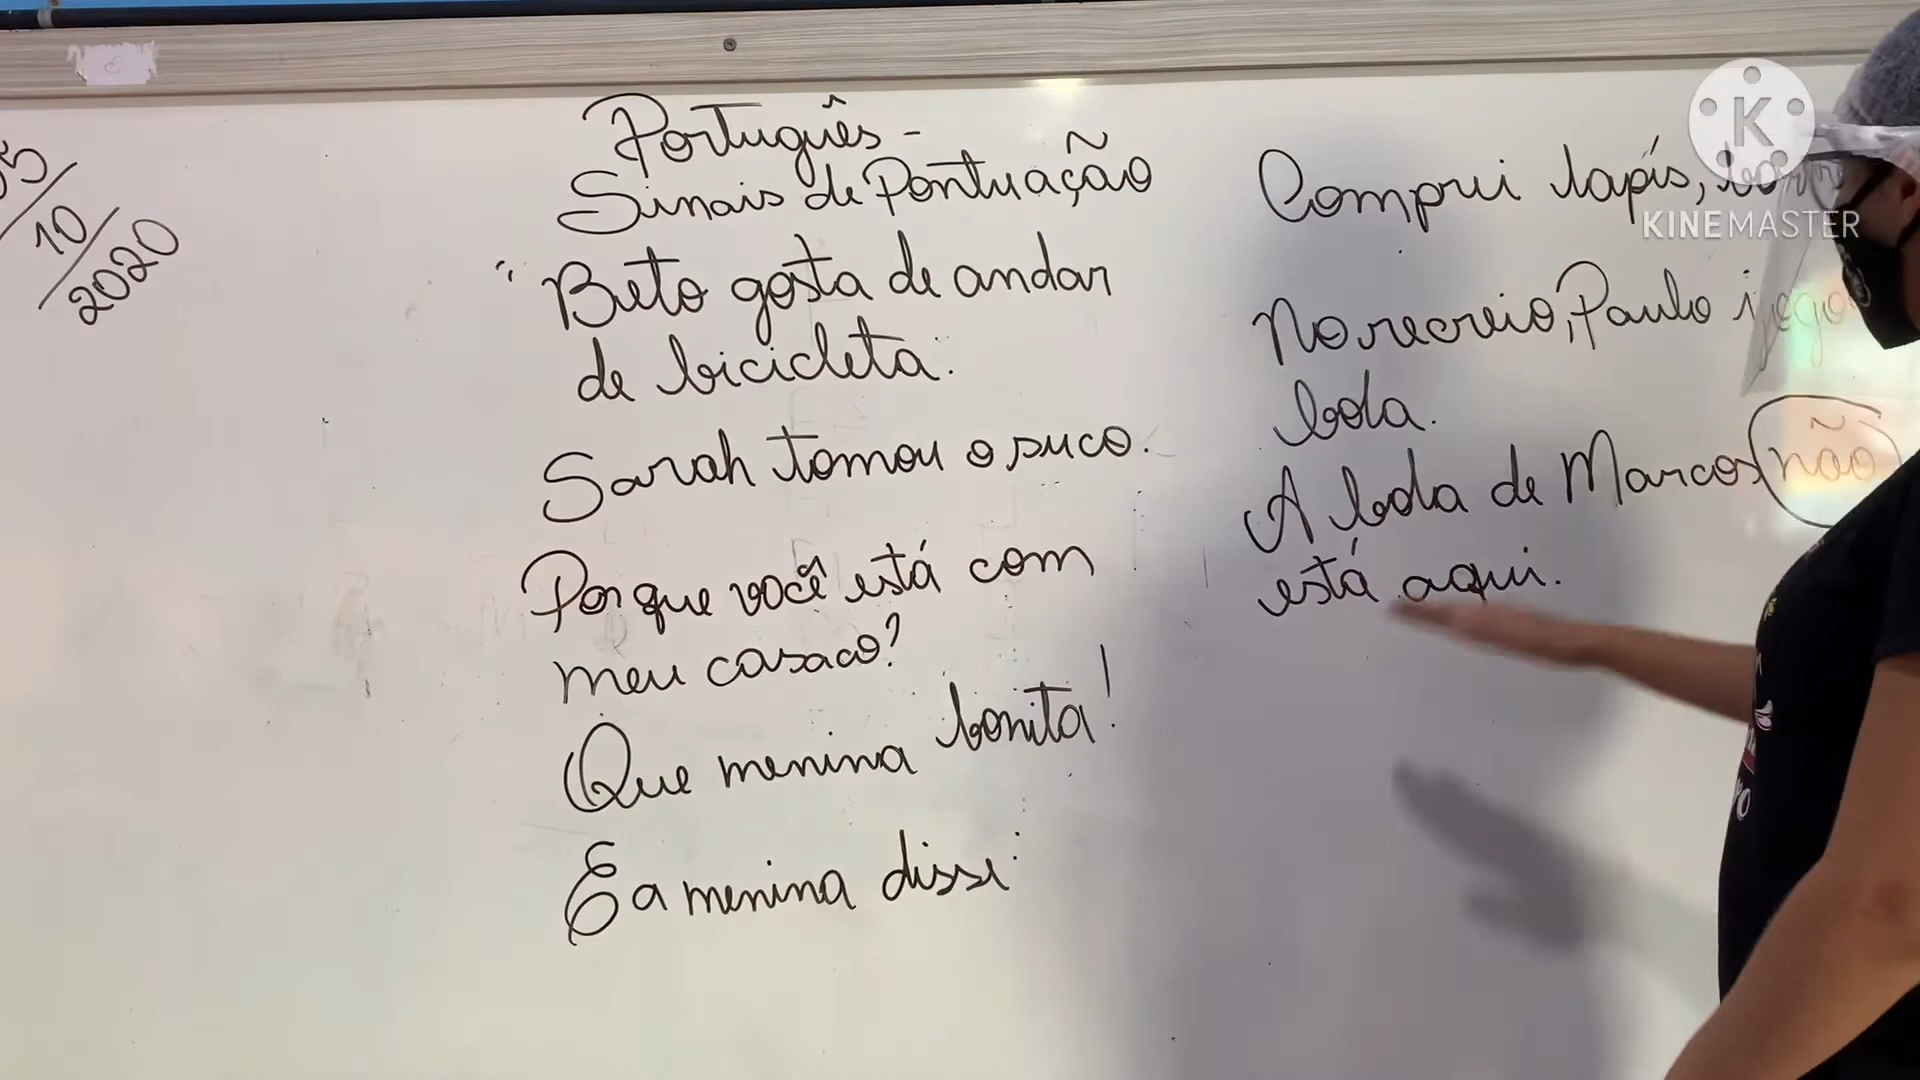 05/10/2020
Português -
Sinais de Pontuação
Beto gosta de andar
de bicicleta.
Sarah tomou o suco.
Porque você está com
meu casaco?
Que menina bonita!
E a menina disse:
Comprei lapís,
No recreio, Paulo
bola.
A bola de Marcos não
está aqui.
K
KINEMASTER